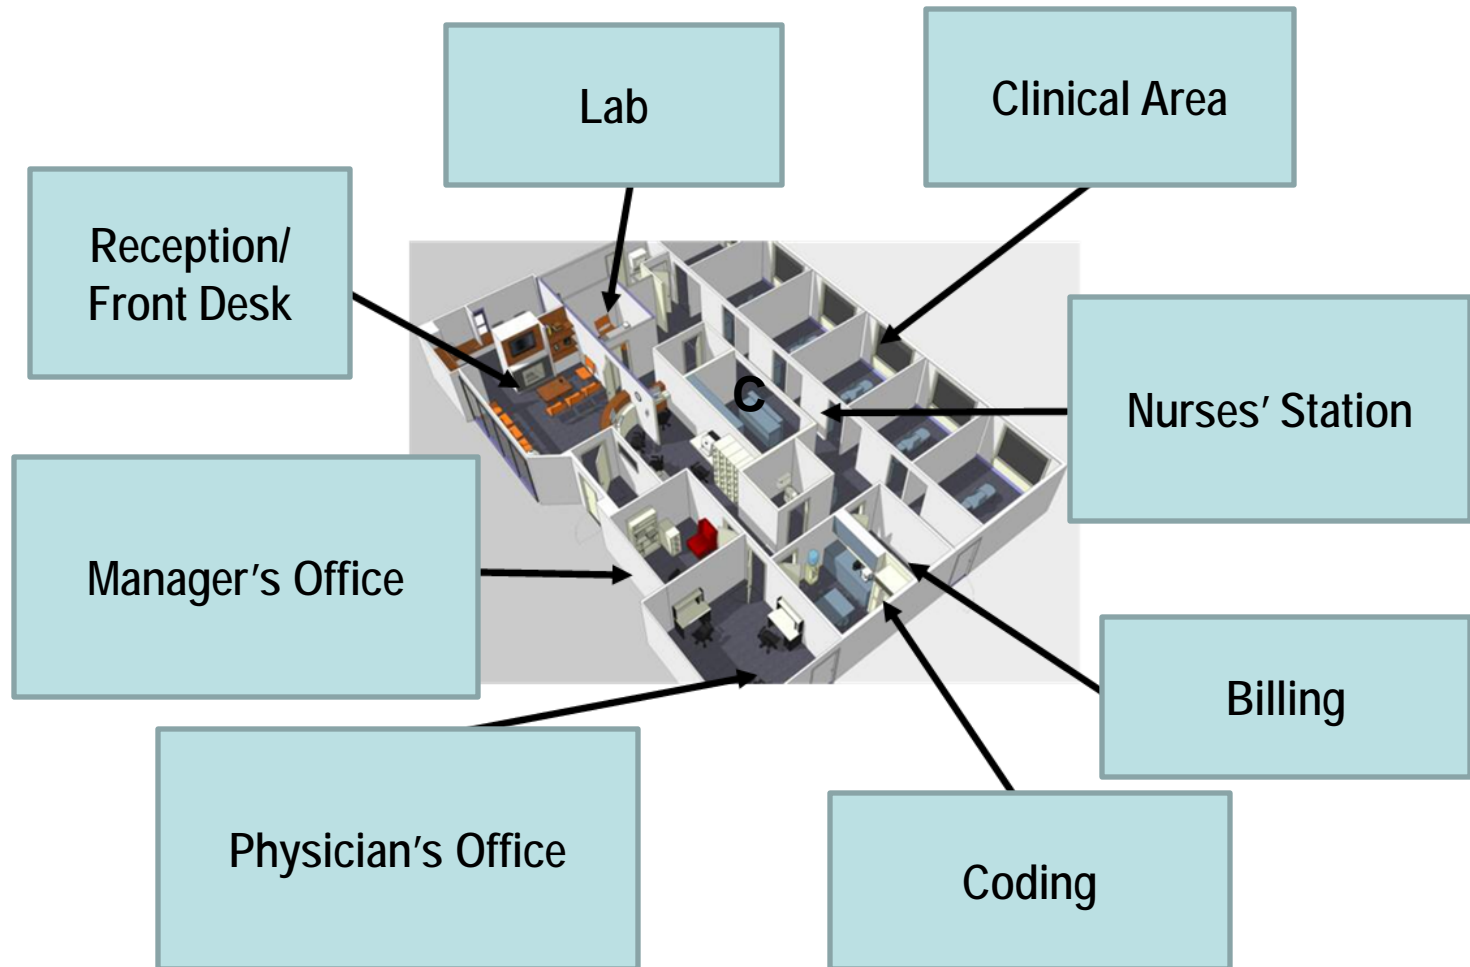 Lab
Clinical Area
Reception/
Front Desk
C
Nurses’ Station
Manager’s Office
Billing
Physician’s Office
Coding